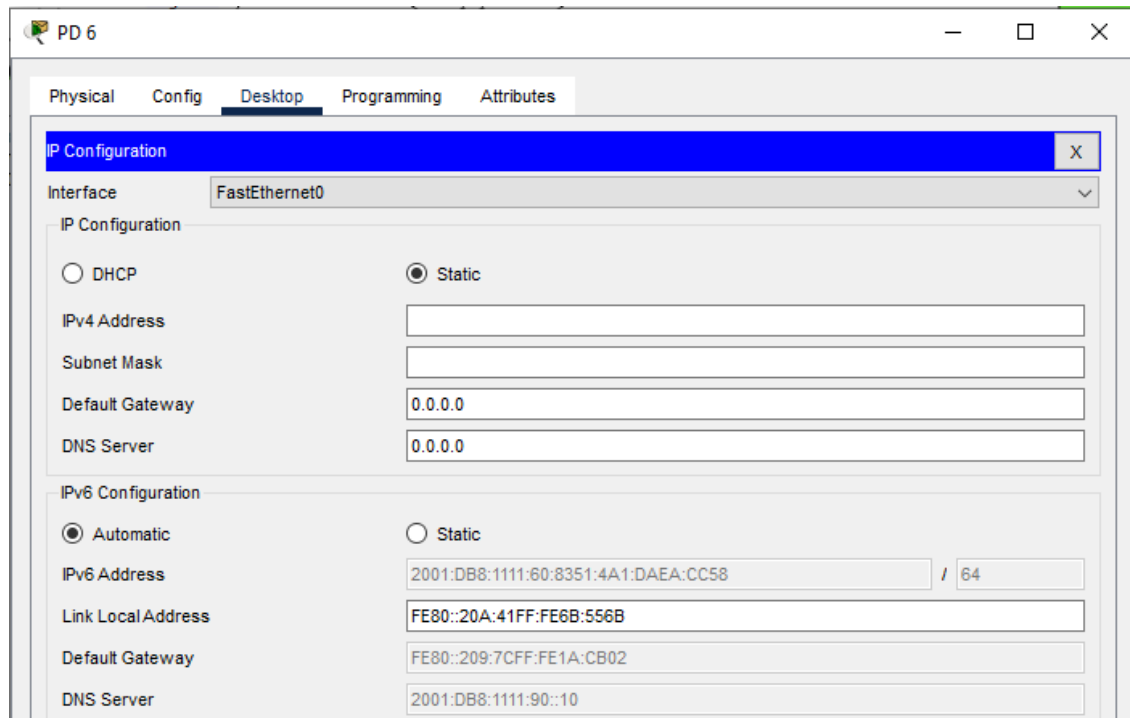 PD 6
Physical Config Desktop Programming Attributes
IP Configuration X
Interface FastEthernet0
IP Configuration
DHCP Static
IPv4 Address
Subnet Mask
Default Gateway 0.0.0.0
DNS Server 0.0.0.0
IPv6 Configuration
Automatic Static
IPv6 Address 2001:DB8:1111:60:8351:4A1:DAEA:CC58 / 64
Link Local Address FE80::20A:41FF:FE6B:556B
Default Gateway FE80::209:7CFF:FE1A:CB02
DNS Server 2001:DB8:1111:90::10